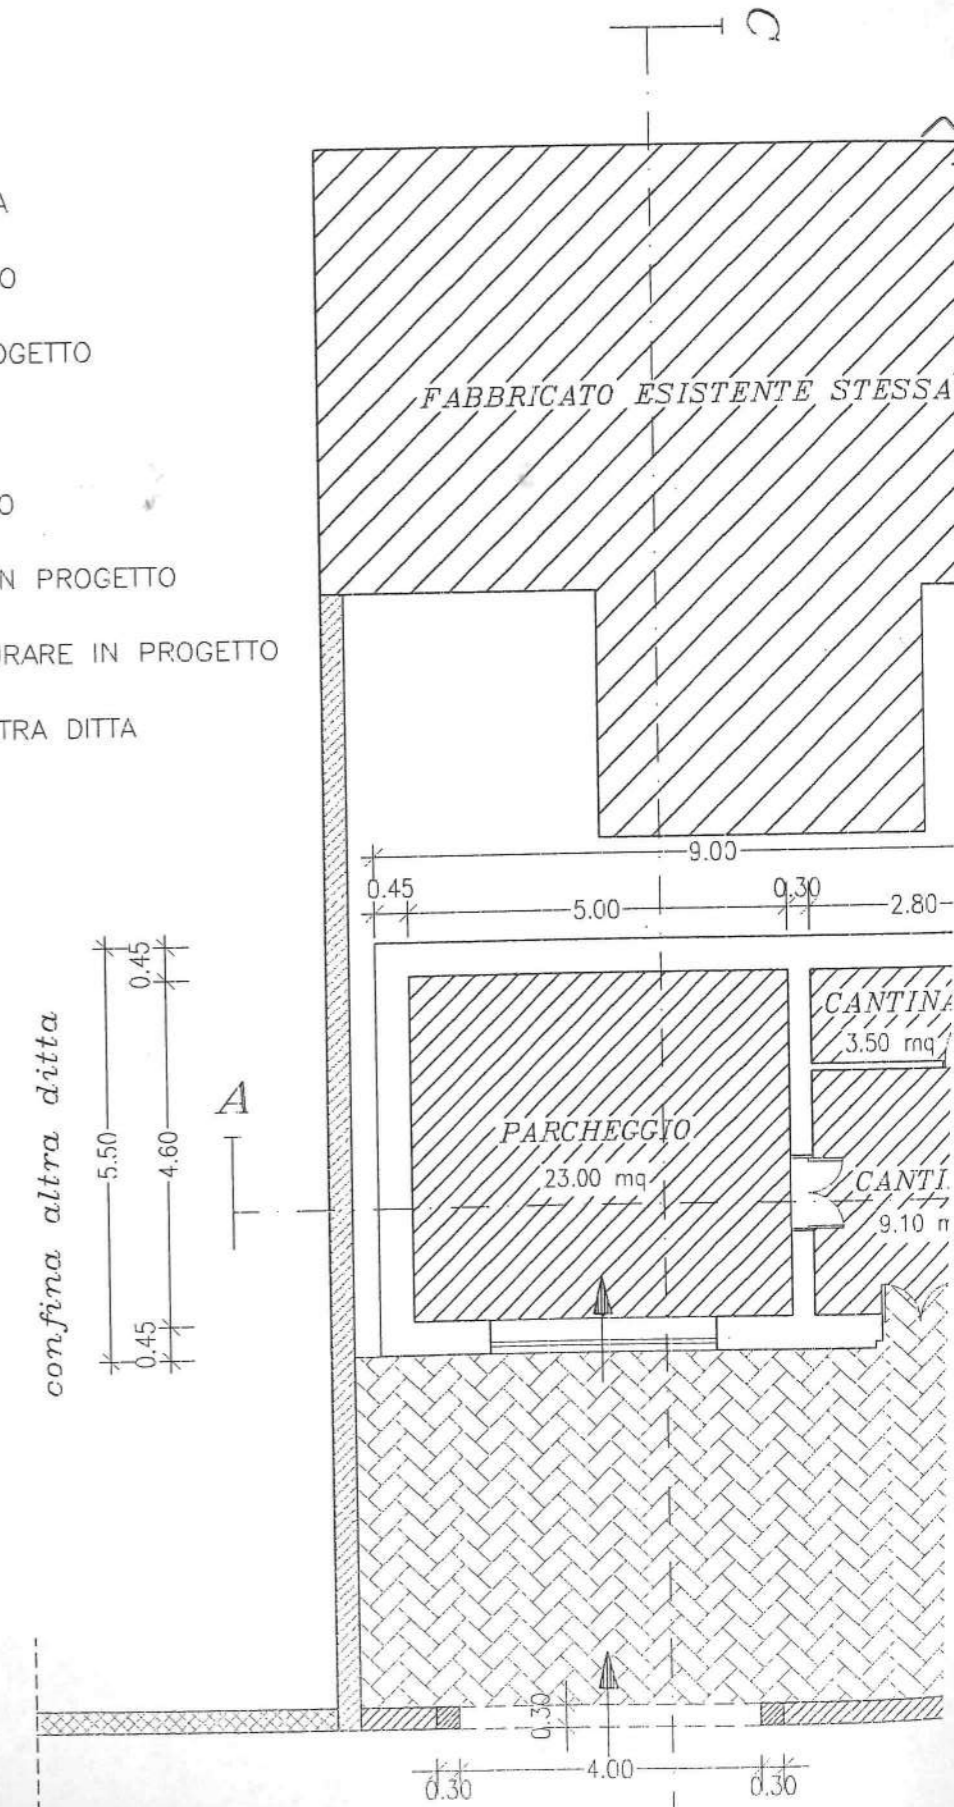 C
A
O
OGETTO
FABBRICATO ESISTENTE STESSA
O
N PROGETTO
RARE IN PROGETTO
TRA DITTA
9.00
0.45
5.00
0.30
2.80
0.45
5.50
4.60
0.45
confina altra ditta
A
CANTINA
3.50 mq
PARCHEGGIO
23.00 mq
CANTI
9.10 m
0.30
4.00
0.30
0.30